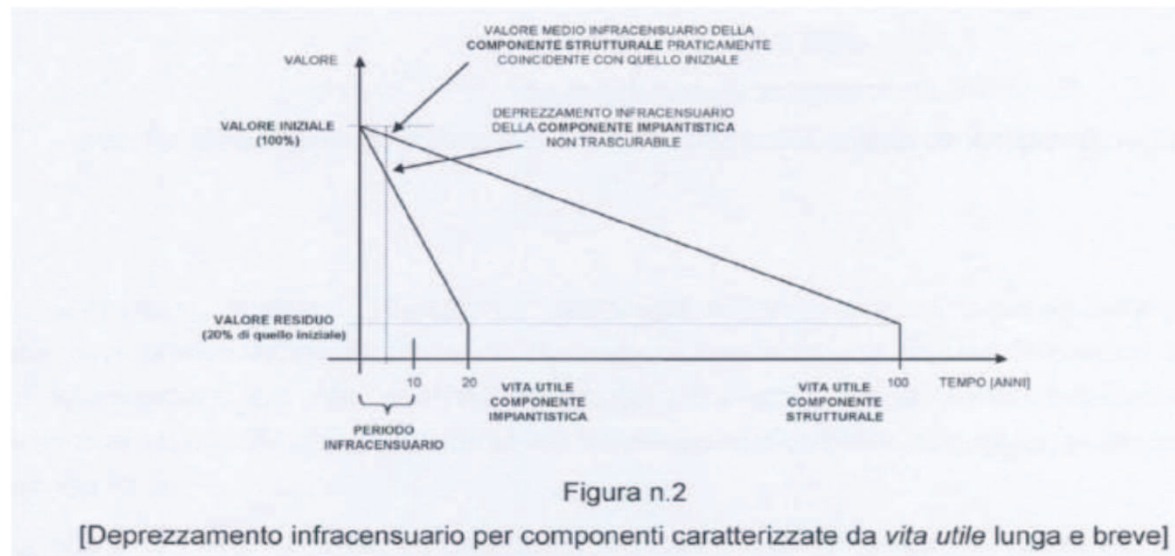 VALORE MEDIO INFRACENSUARIO DELLA
COMPONENTE STRUTTURALE PRATICAMENTE
COINCIDENTE CON QUELLO INIZIALE
VALORE
DEPREZZAMENTO INFRACENSUARIO
DELLA COMPONENTE IMPIANTISTICA
NON TRASCURABILE
VALORE INIZIALE
(100%)
VALORE RESIDUO
(20% di quello iniziale)
10
20
VITA UTILE
COMPONENTE
IMPIANTISTICA
VITA UTILE
COMPONENTE
STRUTTURALE
100
TEMPO [ANNI]
PERIODO
INFRACENSUARIO
Figura n.2
[Deprezzamento infracensuario per componenti caratterizzate da vita utile lunga e breve]